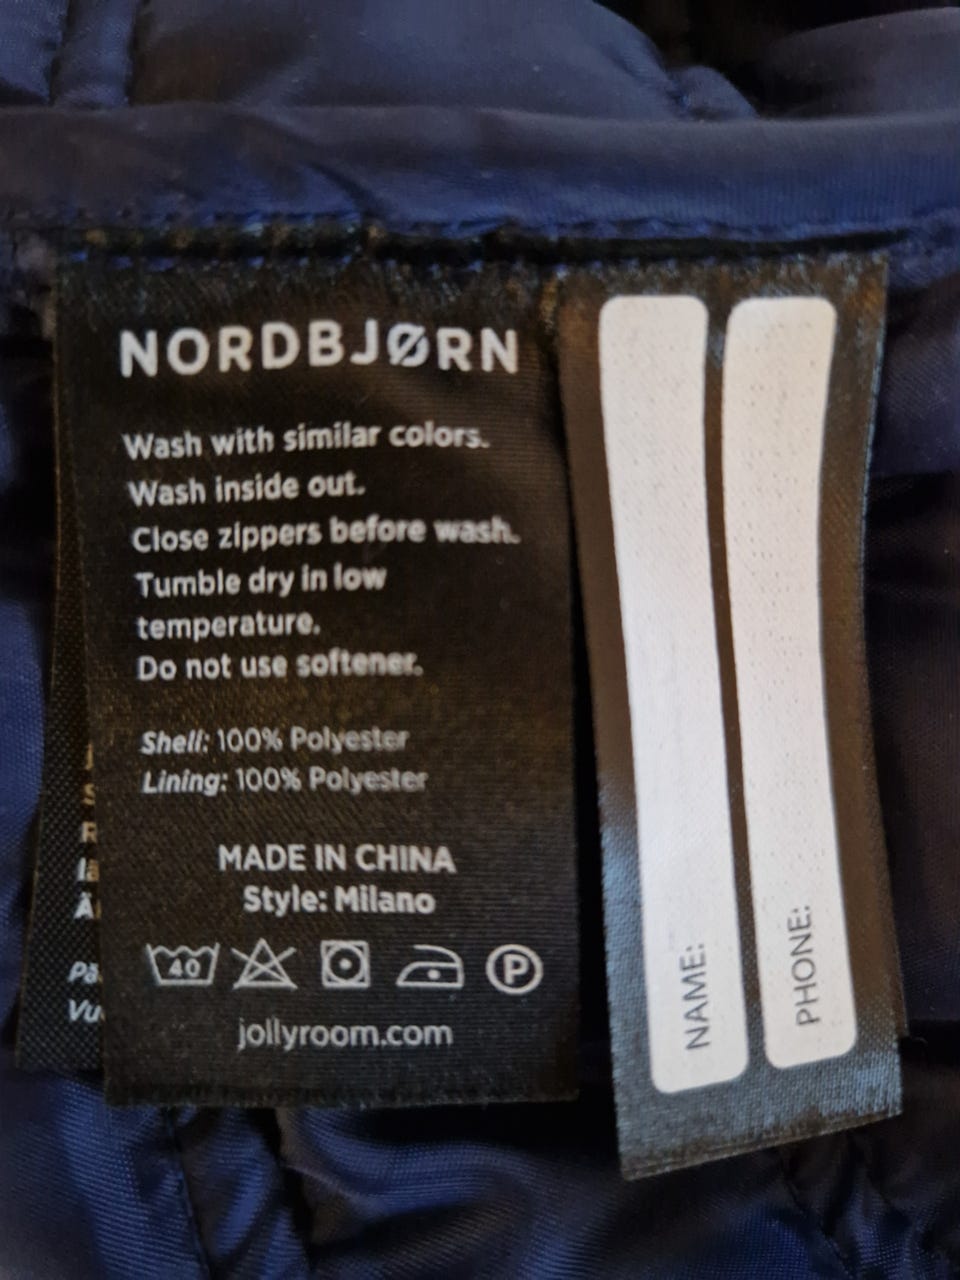 NORDBJØRN
Wash with similar colors.
Wash inside out.
Close zippers before wash.
Tumble dry in low
temperature.
Do not use softener.
Shell: 100% Polyester
Lining: 100% Polyester
MADE IN CHINA
Style: Milano
40
P
jollyroom.com
NAME:
PHONE: